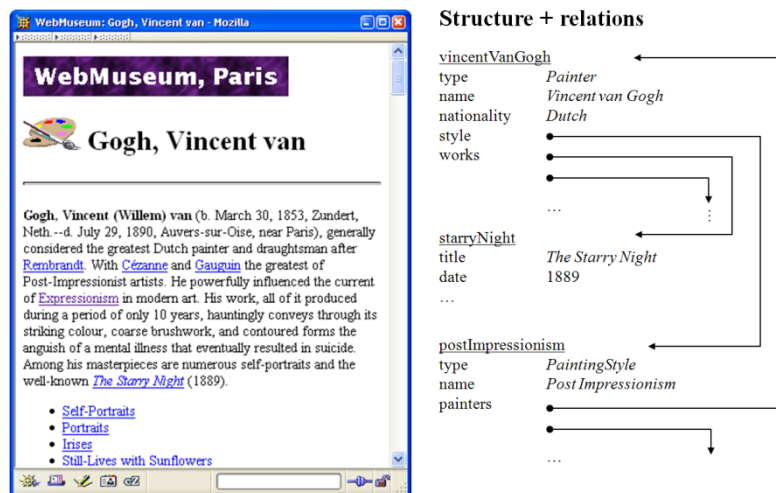 WebMuseum: Gogh, Vincent van - Mozilla
WebMuseum, Paris
Gogh, Vincent van
Gogh, Vincent (Willem) van (b. March 30, 1853, Zundert,
Neth.--d. July 29, 1890, Auvers-sur-Oise, near Paris), generally
considered the greatest Dutch painter and draughtsman after
Rembrandt. With Cézanne and Gauguin the greatest of
Post-Impressionist artists. He powerfully influenced the current
of Expressionism in modern art. His work, all of it produced
during a period of only 10 years, hauntingly conveys through its
striking colour, coarse brushwork, and contoured forms the
anguish of a mental illness that eventually resulted in suicide.
Among his masterpieces are numerous self-portraits and the
well-known The Starry Night (1889).
• Self-Portraits
• Portraits
• Irises
• Still-Lives with Sunflowers
Structure + relations
vincentVanGogh
type Painter
name Vincent van Gogh
nationality Dutch
style
works
...
starryNight
title The Starry Night
date 1889
...
postImpressionism
type PaintingStyle
name Post Impressionism
painters
...